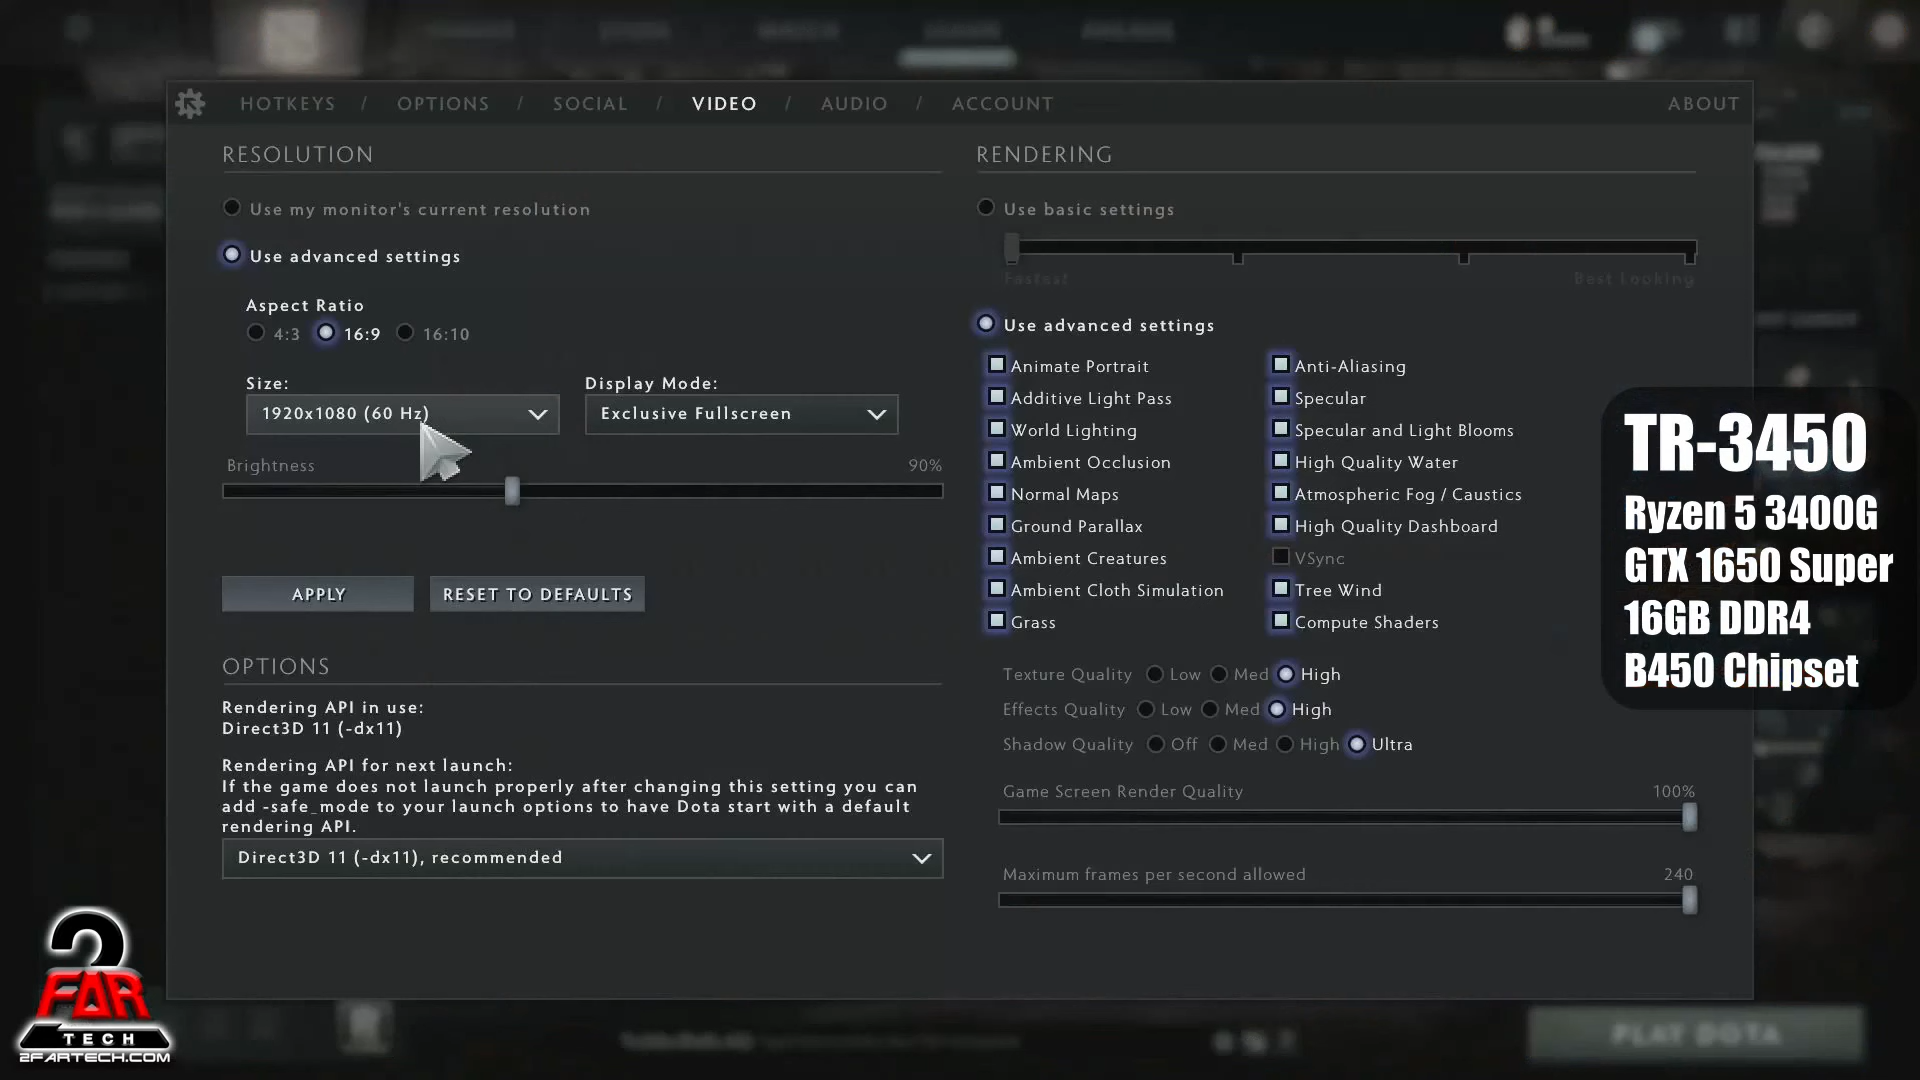 HOTKEYS / OPTIONS / SOCIAL / VIDEO / AUDIO / ACCOUNT
ABOUT
RESOLUTION
Use my monitor's current resolution
Use advanced settings
Aspect Ratio
4:3 16:9 16:10
Size:
1920x1080 (60 Hz)
Display Mode:
Exclusive Fullscreen
Brightness 90%
APPLY
RESET TO DEFAULTS
OPTIONS
Rendering API in use:
Direct3D 11 (-dx11)
Rendering API for next launch:
If the game does not launch properly after changing this setting you can
add -safe_mode to your launch options to have Dota start with a default
rendering API.
Direct3D 11 (-dx11), recommended
RENDERING
Use basic settings
Fastest Best Looking
Use advanced settings
Animate Portrait
Additive Light Pass
World Lighting
Ambient Occlusion
Normal Maps
Ground Parallax
Ambient Creatures
Ambient Cloth Simulation
Grass
Anti-Aliasing
Specular
Specular and Light Blooms
High Quality Water
Atmospheric Fog / Caustics
High Quality Dashboard
VSync
Tree Wind
Compute Shaders
Texture Quality Low Med High
Effects Quality Low Med High
Shadow Quality Off Med High Ultra
Game Screen Render Quality 100%
Maximum frames per second allowed 240
TR-3450
Ryzen 5 3400G
GTX 1650 Super
16GB DDR4
B450 Chipset
2
FAR
TECH
2FARTECH.COM
PLAY DOTA